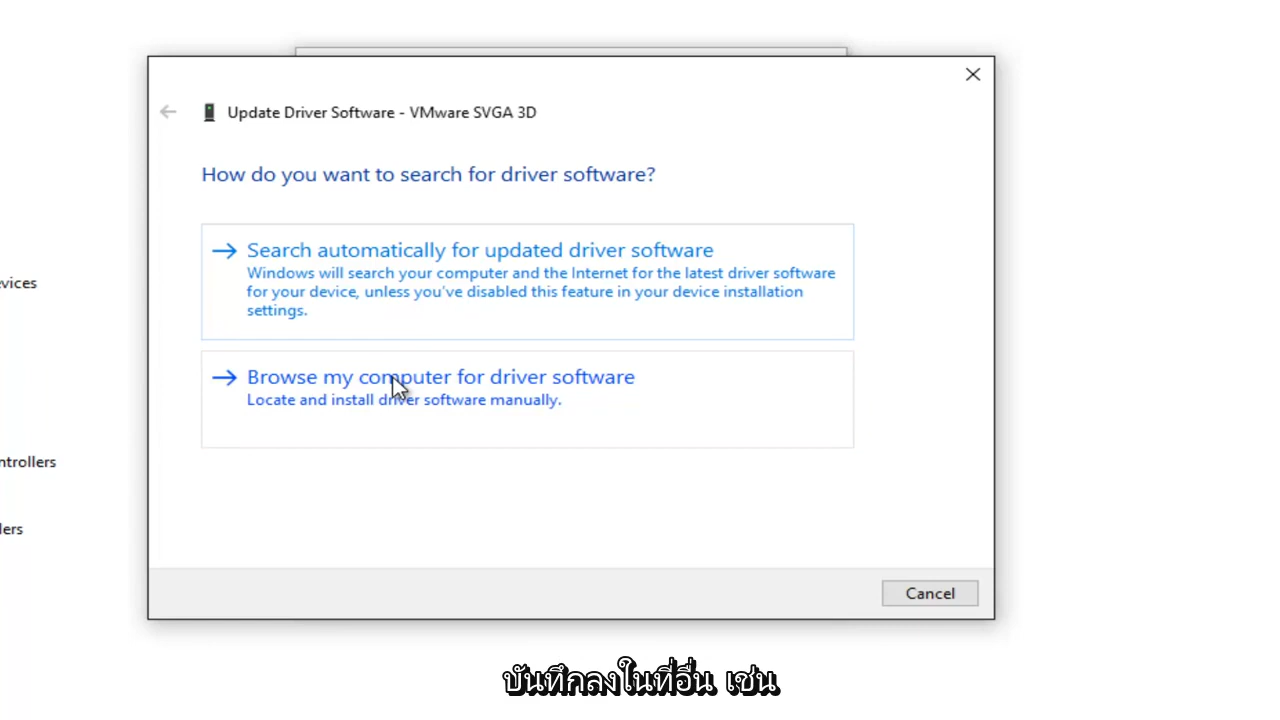 Update Driver Software - VMware SVGA 3D
How do you want to search for driver software?
Search automatically for updated driver software
Windows will search your computer and the Internet for the latest driver software
for your device, unless you've disabled this feature in your device installation
settings.
vices
Browse my computer for driver software
Locate and install driver software manually.
ntrollers
lers
Cancel
บันทึกลงในที่อื่น เช่น